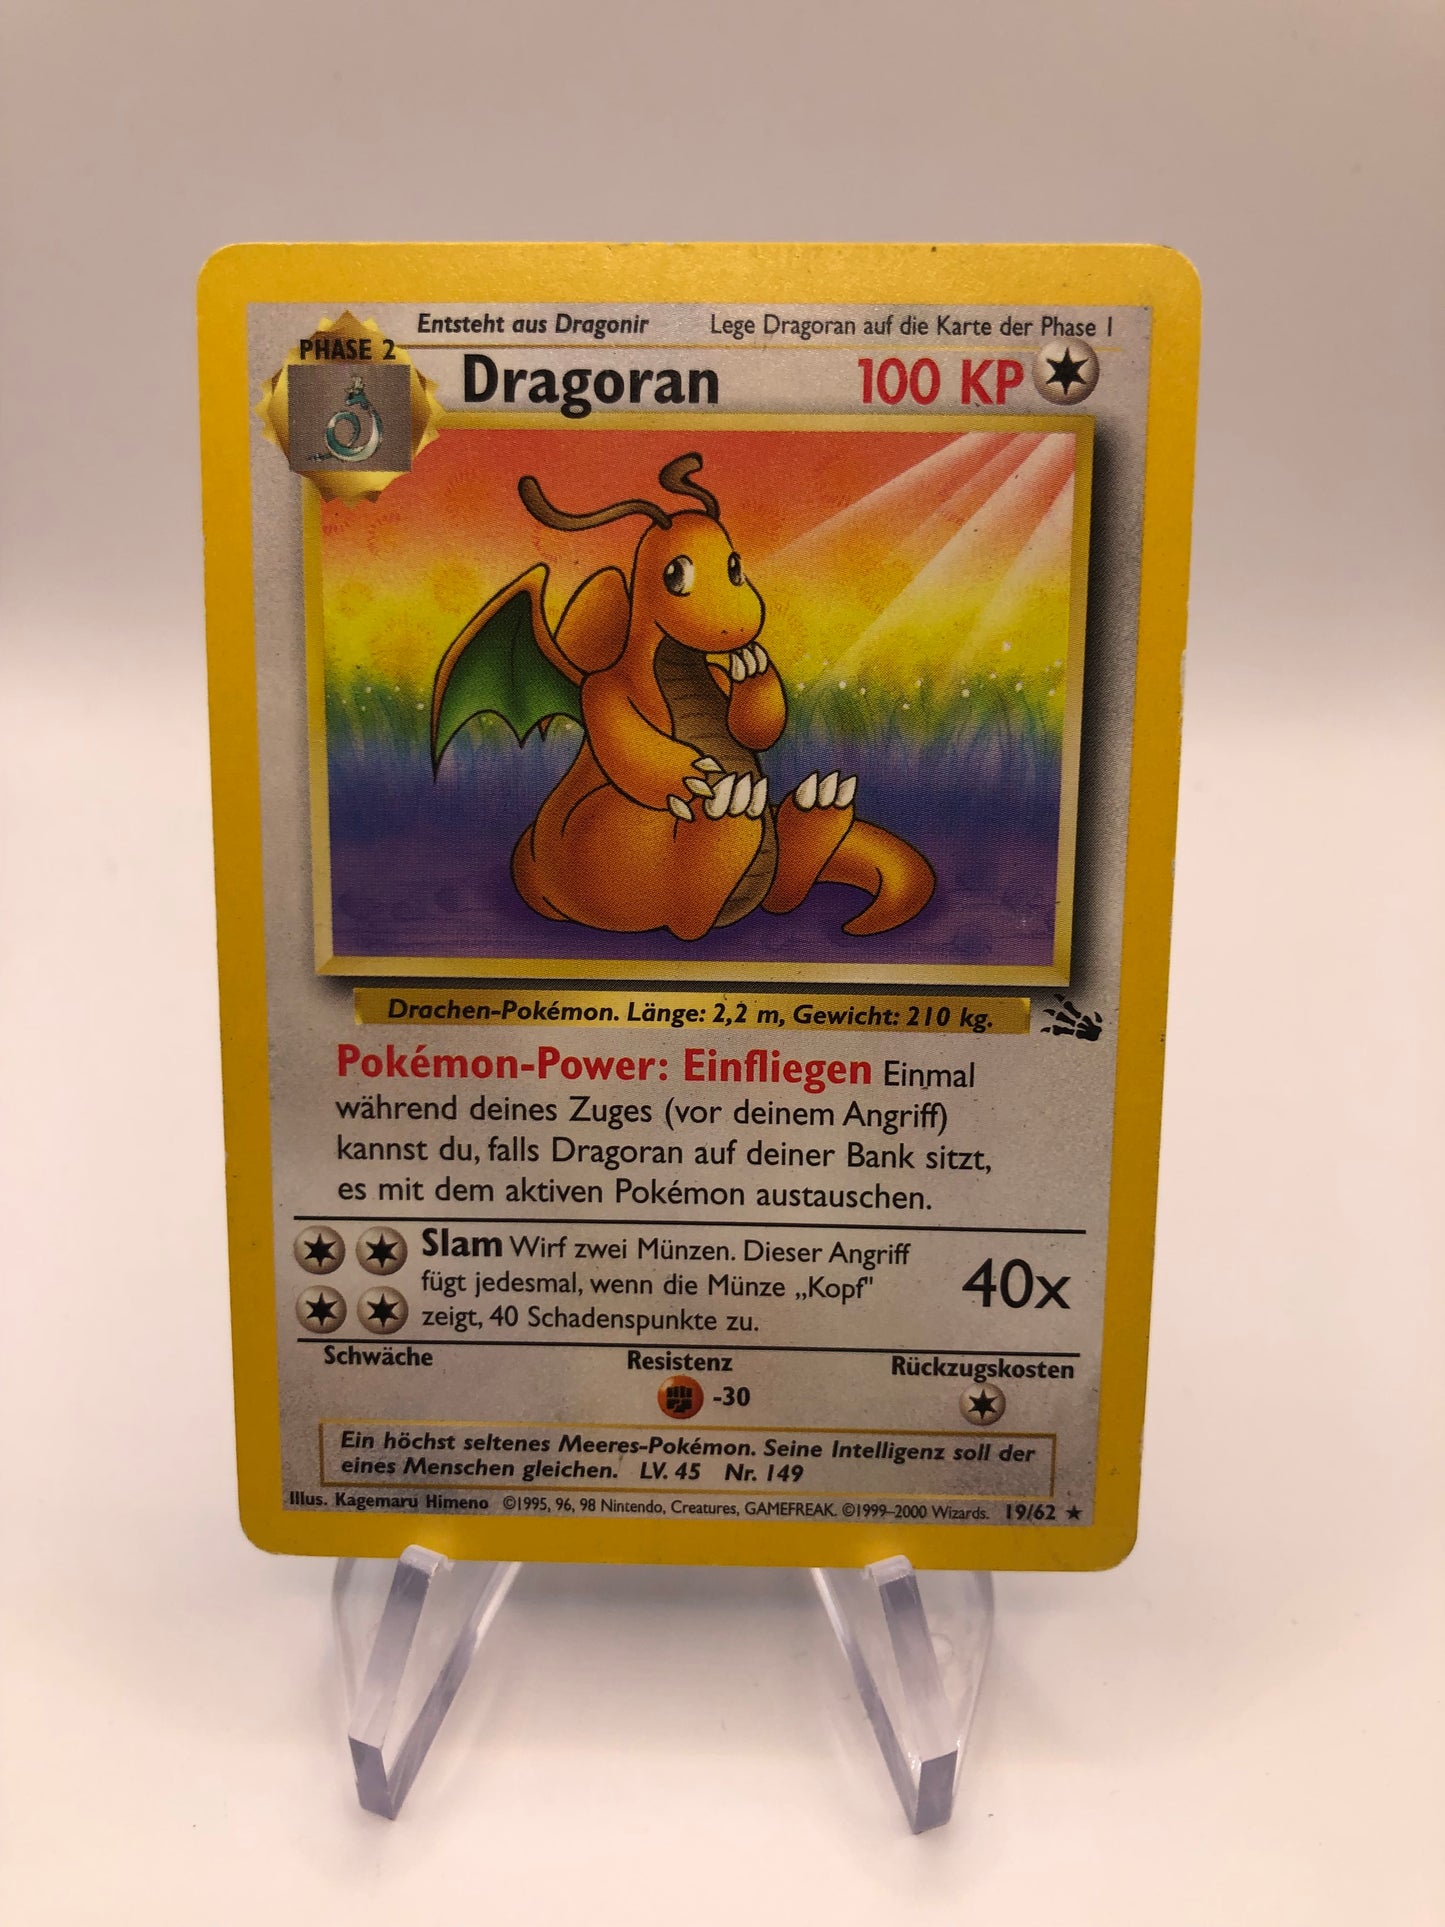 Entsteht aus Dragonir Lege Dragoran auf die Karte der Phase 1
PHASE 2
Dragoran 100 KP
Drachen-Pokémon. Länge: 2,2 m, Gewicht: 210 kg.
Pokémon-Power: Einfliegen Einmal
während deines Zuges (vor deinem Angriff)
kannst du, falls Dragoran auf deiner Bank sitzt,
es mit dem aktiven Pokémon austauschen.
Slam Wirf zwei Münzen. Dieser Angriff
fügt jedesmal, wenn die Münze „Kopf"
zeigt, 40 Schadenspunkte zu.
40x
Schwäche Resistenz Rückzugskosten
-30
Ein höchst seltenes Meeres-Pokémon. Seine Intelligenz soll der
eines Menschen gleichen. LV. 45 Nr. 149
Illus. Kagemaru Himeno ©1995, 96, 98 Nintendo, Creatures, GAMEFREAK. ©1999–2000 Wizards. 19/62 ★